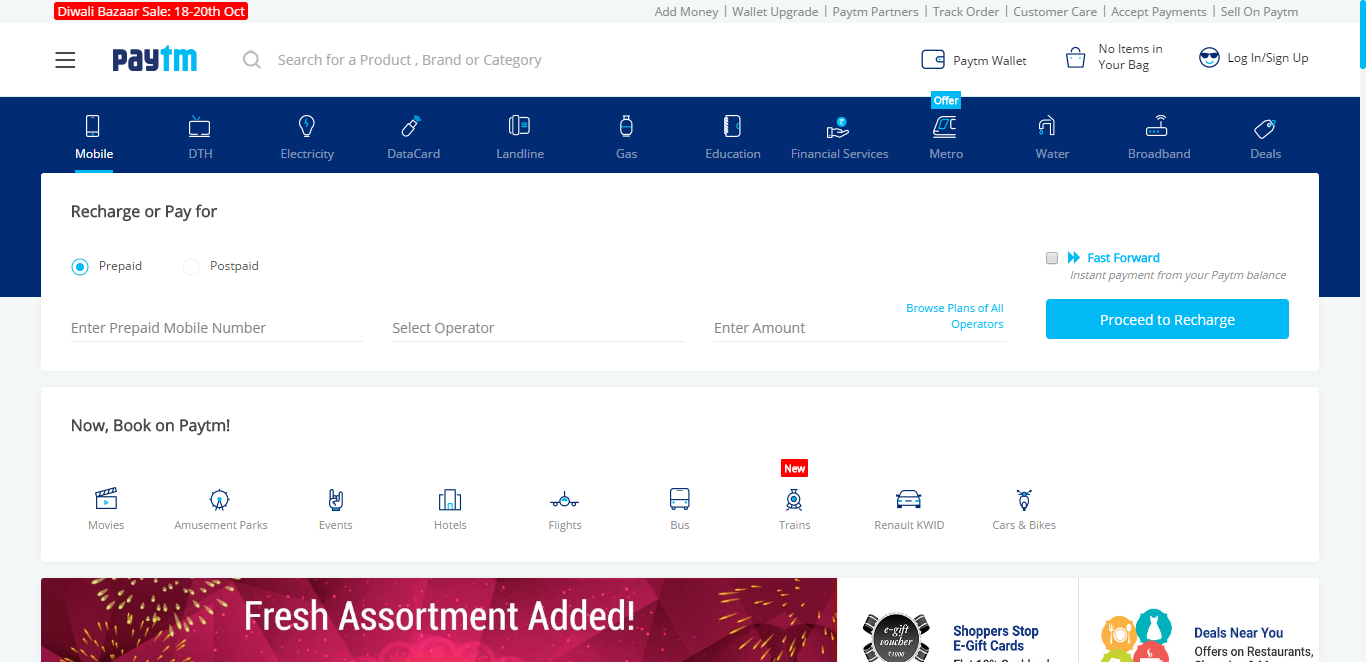 Diwali Bazaar Sale: 18-20th Oct
Add Money | Wallet Upgrade | Paytm Partners | Track Order | Customer Care | Accept Payments | Sell On Paytm
paytm
Search for a Product , Brand or Category
Paytm Wallet
No Items in
Your Bag
Log In/Sign Up
Offer
Mobile
DTH
Electricity
DataCard
Landline
Gas
Education
Financial Services
Metro
Water
Broadband
Deals
Recharge or Pay for
Prepaid
Postpaid
Fast Forward
Instant payment from your Paytm balance
Enter Prepaid Mobile Number
Select Operator
Enter Amount
Browse Plans of All
Operators
Proceed to Recharge
Now, Book on Paytm!
New
Movies
Amusement Parks
Events
Hotels
Flights
Bus
Trains
Renault KWID
Cars & Bikes
Fresh Assortment Added!
e-gift
voucher
₹1000
Shoppers Stop
E-Gift Cards
Deals Near You
Offers on Restaurants,